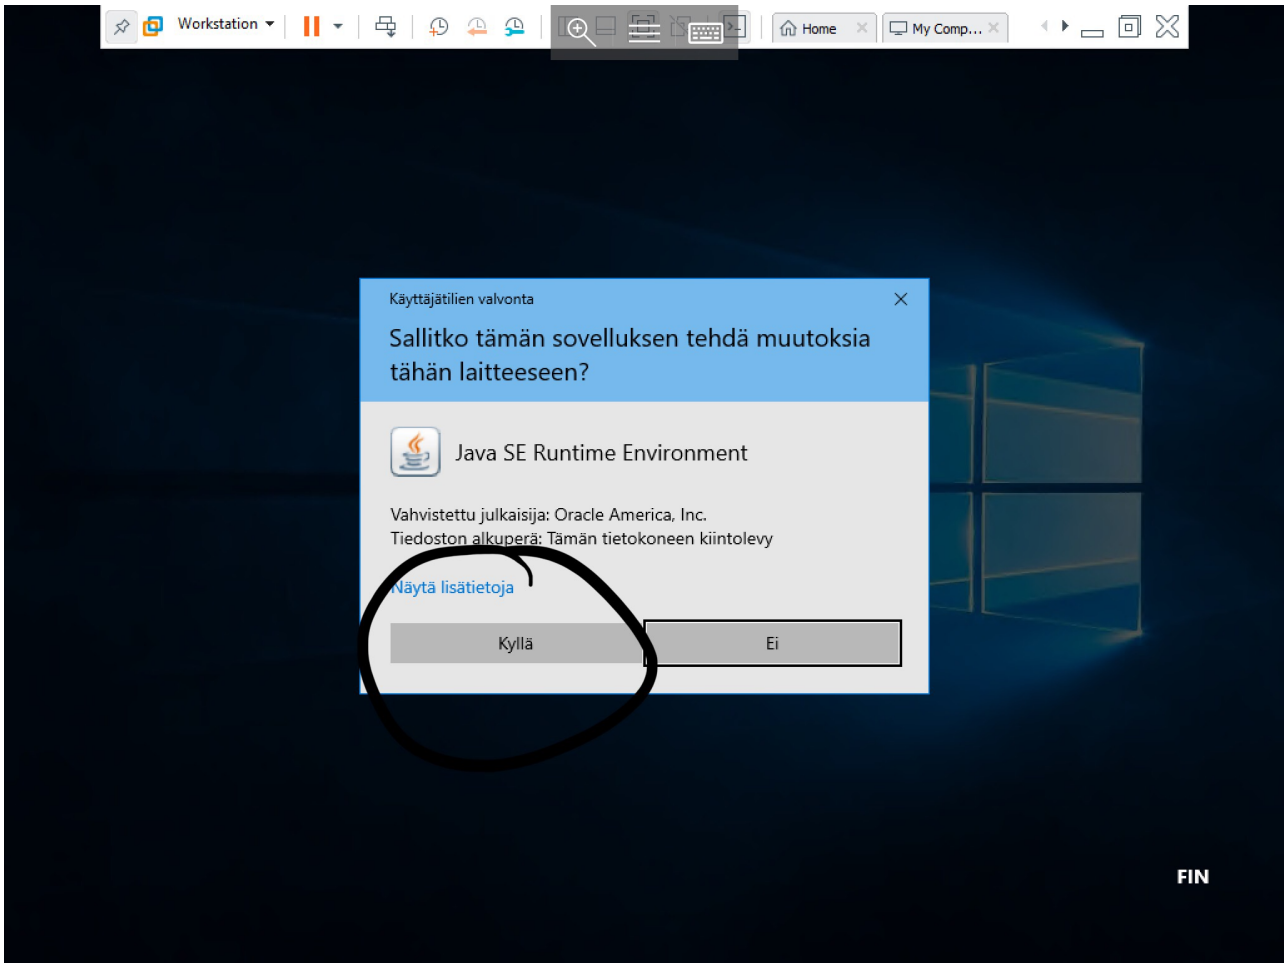 Workstation
Home
My Comp...
Käyttäjätilien valvonta
Sallitko tämän sovelluksen tehdä muutoksia
tähän laitteeseen?
Java SE Runtime Environment
Vahvistettu julkaisija: Oracle America, Inc.
Tiedoston alkuperä: Tämän tietokoneen kiintolevy
Näytä lisätietoja
Kyllä
Ei
FIN